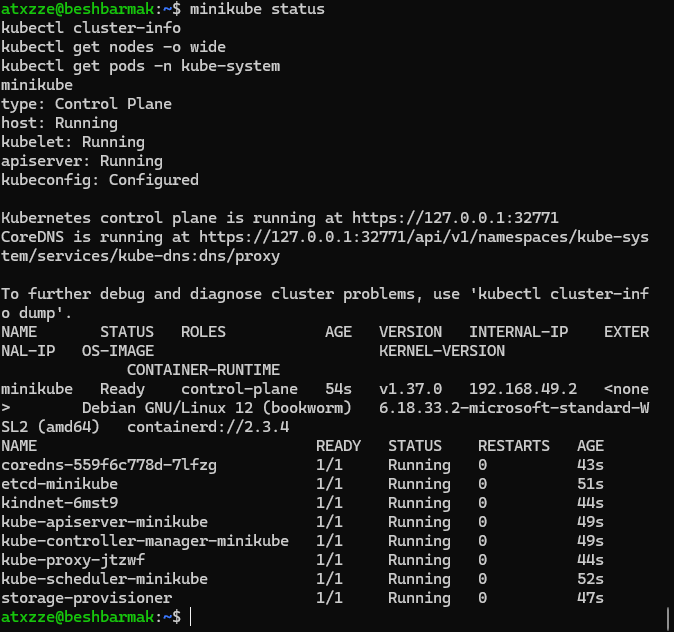 atxzze@beshbarmak:~$ minikube status
kubectl cluster-info
kubectl get nodes -o wide
kubectl get pods -n kube-system
minikube
type: Control Plane
host: Running
kubelet: Running
apiserver: Running
kubeconfig: Configured

Kubernetes control plane is running at https://127.0.0.1:32771
CoreDNS is running at https://127.0.0.1:32771/api/v1/namespaces/kube-sys
tem/services/kube-dns:dns/proxy

To further debug and diagnose cluster problems, use 'kubectl cluster-inf
o dump'.
NAME       STATUS   ROLES           AGE   VERSION   INTERNAL-IP    EXTER
NAL-IP   OS-IMAGE                         KERNEL-VERSION
              CONTAINER-RUNTIME
minikube   Ready    control-plane   54s   v1.37.0   192.168.49.2   <none
>        Debian GNU/Linux 12 (bookworm)   6.18.33.2-microsoft-standard-W
SL2 (amd64)   containerd://2.3.4
NAME                               READY   STATUS    RESTARTS   AGE
coredns-559f6c778d-7lfzg           1/1     Running   0          43s
etcd-minikube                      1/1     Running   0          51s
kindnet-6mst9                      1/1     Running   0          44s
kube-apiserver-minikube            1/1     Running   0          49s
kube-controller-manager-minikube   1/1     Running   0          49s
kube-proxy-jtzwf                   1/1     Running   0          44s
kube-scheduler-minikube            1/1     Running   0          52s
storage-provisioner                1/1     Running   0          47s
atxzze@beshbarmak:~$